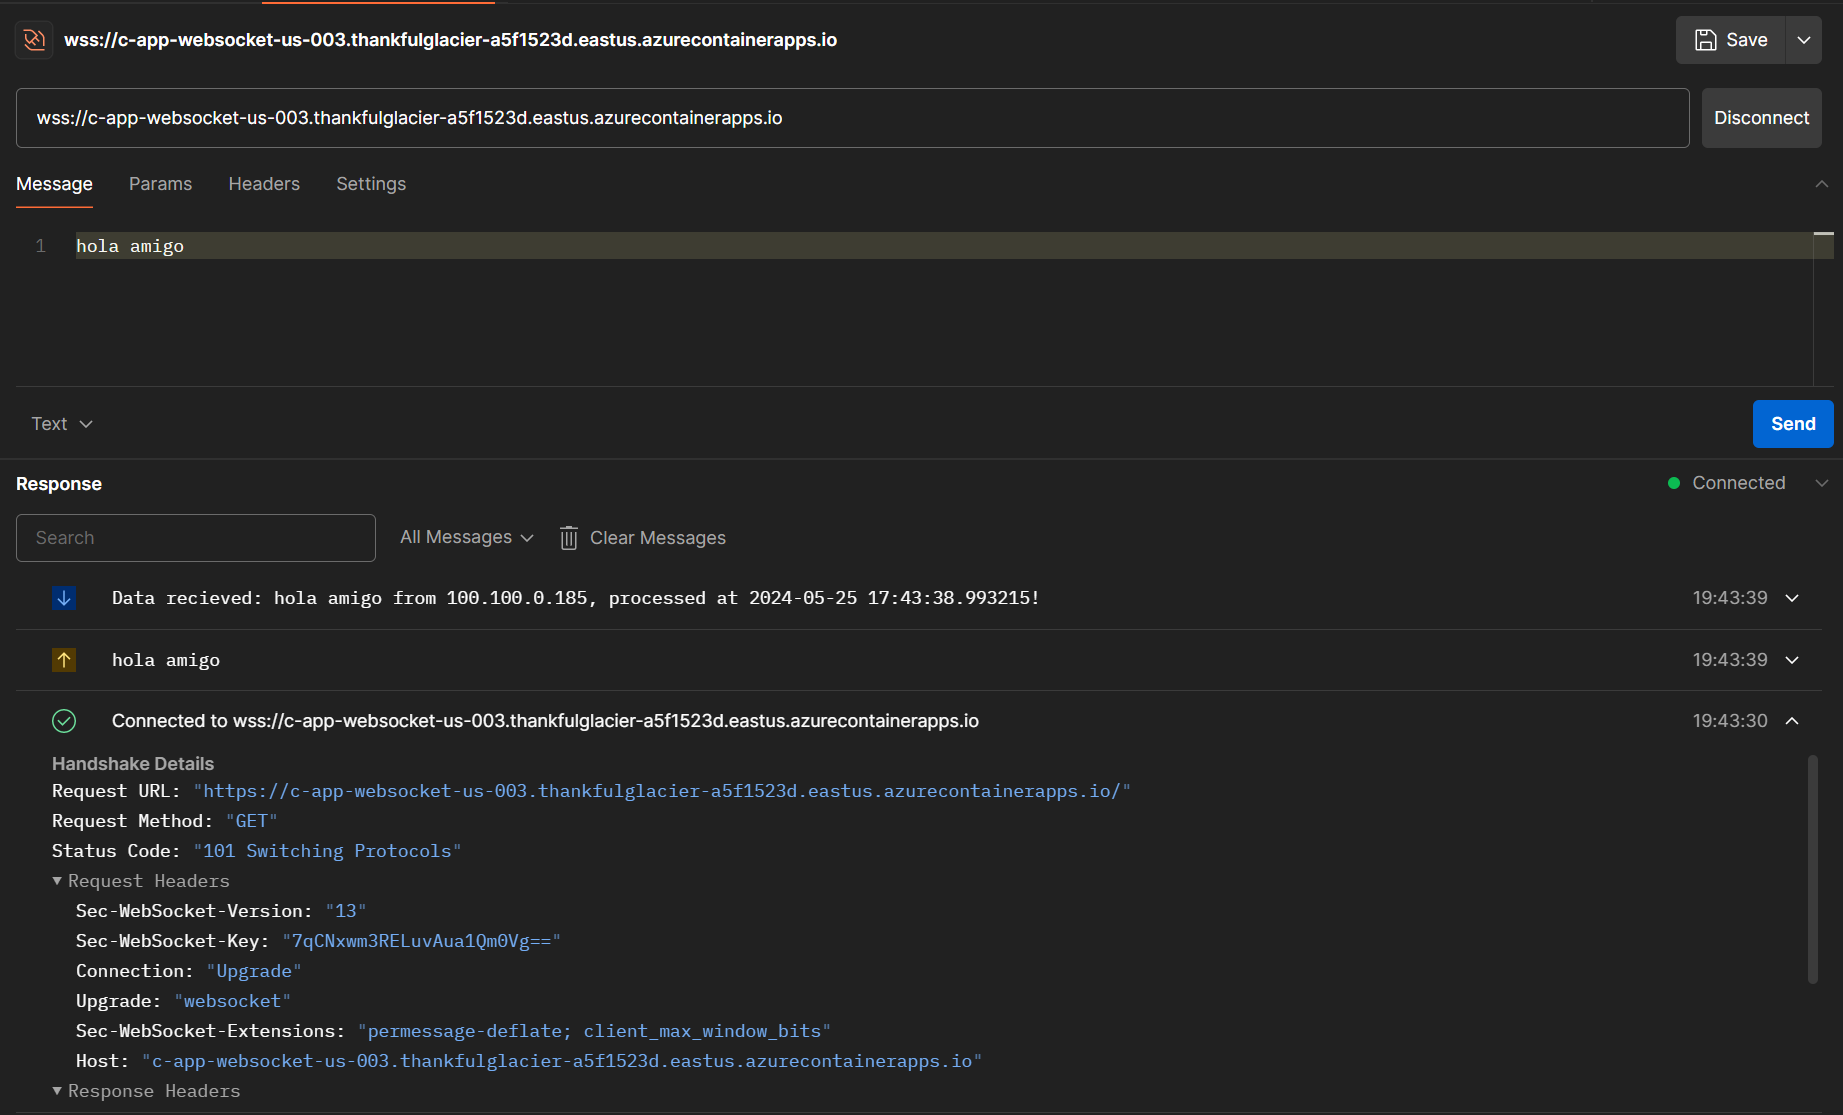 wss://c-app-websocket-us-003.thankfulglacier-a5f1523d.eastus.azurecontainerapps.io
Save
wss://c-app-websocket-us-003.thankfulglacier-a5f1523d.eastus.azurecontainerapps.io
Disconnect
Message Params Headers Settings
1 hola amigo
Text
Send
Response
Connected
Search All Messages Clear Messages
Data recieved: hola amigo from 100.100.0.185, processed at 2024-05-25 17:43:38.993215! 19:43:39
hola amigo 19:43:39
Connected to wss://c-app-websocket-us-003.thankfulglacier-a5f1523d.eastus.azurecontainerapps.io 19:43:30
Handshake Details
Request URL: "https://c-app-websocket-us-003.thankfulglacier-a5f1523d.eastus.azurecontainerapps.io/"
Request Method: "GET"
Status Code: "101 Switching Protocols"
Request Headers
Sec-WebSocket-Version: "13"
Sec-WebSocket-Key: "7qCNxwm3RELuvAua1Qm0Vg=="
Connection: "Upgrade"
Upgrade: "websocket"
Sec-WebSocket-Extensions: "permessage-deflate; client_max_window_bits"
Host: "c-app-websocket-us-003.thankfulglacier-a5f1523d.eastus.azurecontainerapps.io"
Response Headers